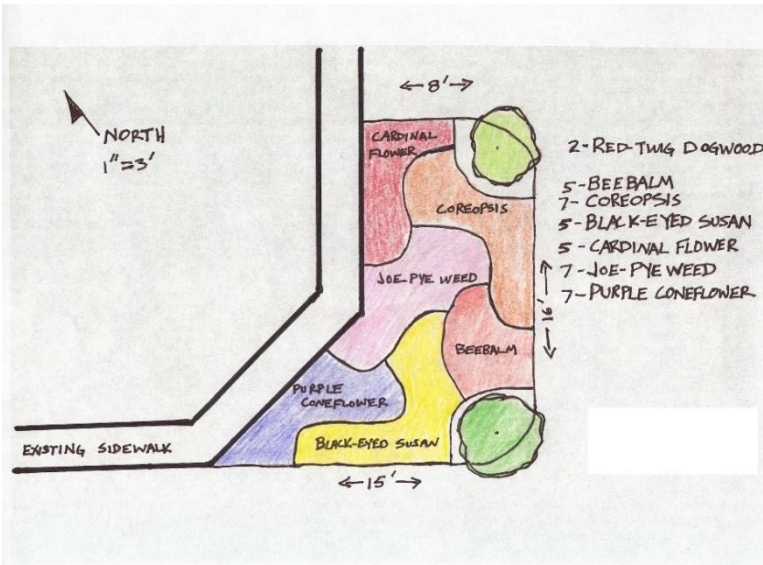 NORTH
1"=3'
←8'→
CARDINAL
FLOWER
COREOPSIS
JOE-PYE WEED
16'
BEEBALM
PURPLE
CONEFLOWER
BLACK-EYED SUSAN
EXISTING SIDEWALK
←15'→
2-RED-TWIG DOGWOOD
5-BEEBALM
7-COREOPSIS
5-BLACK-EYED SUSAN
5-CARDINAL FLOWER
7-JOE-PYE WEED
7-PURPLE CONEFLOWER